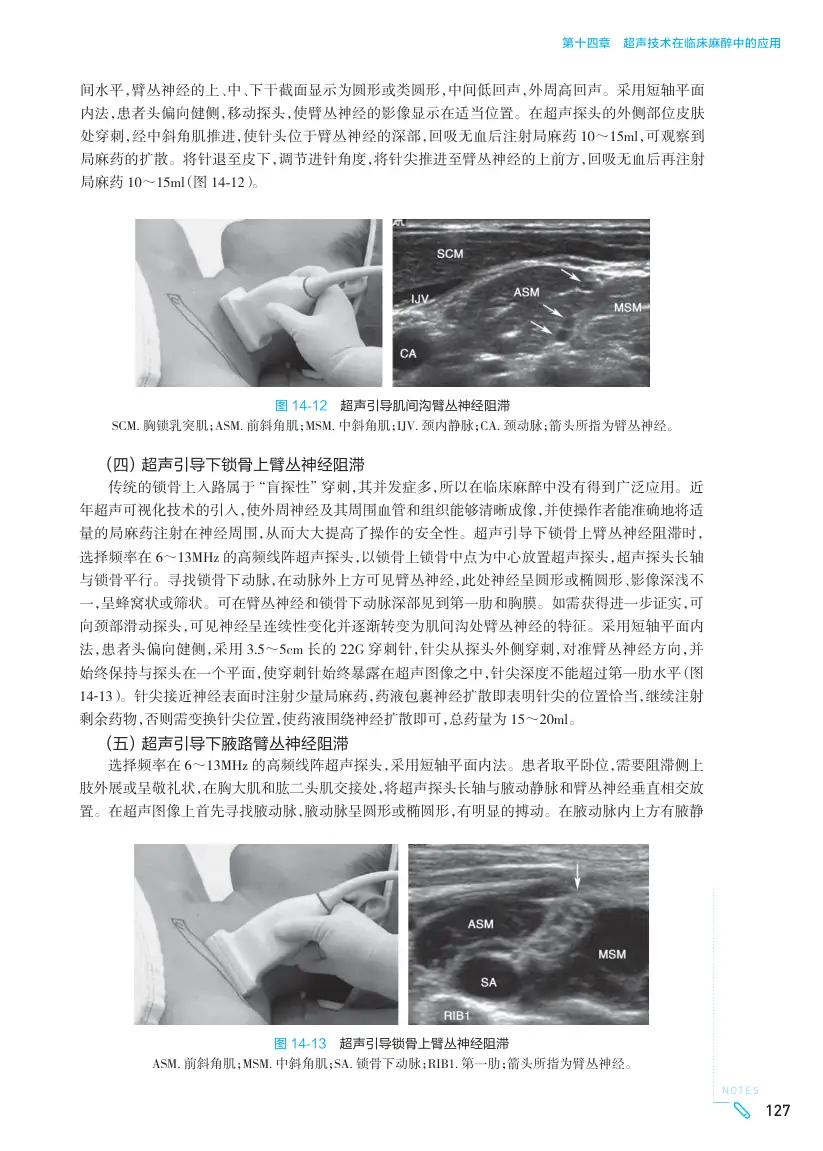 第十四章　超声技术在临床麻醉中的应用
间水平，臂丛神经的上、中、下干截面显示为圆形或类圆形，中间低回声，外周高回声。采用短轴平面
内法，患者头偏向健侧，移动探头，使臂丛神经的影像显示在适当位置。在超声探头的外侧部位皮肤
处穿刺，经中斜角肌推进，使针头位于臂丛神经的深部，回吸无血后注射局麻药 10～15ml，可观察到
局麻药的扩散。将针退至皮下，调节进针角度，将针尖推进至臂丛神经的上前方，回吸无血后再注射
局麻药 10～15ml（图 14-12）。
SCM
ASM
IJV
MSM
CA
图 14-12　超声引导肌间沟臂丛神经阻滞
SCM. 胸锁乳突肌；ASM. 前斜角肌；MSM. 中斜角肌；IJV. 颈内静脉；CA. 颈动脉；箭头所指为臂丛神经。
（四）超声引导下锁骨上臂丛神经阻滞
传统的锁骨上入路属于“盲探性”穿刺，其并发症多，所以在临床麻醉中没有得到广泛应用。近
年超声可视化技术的引入，使外周神经及其周围血管和组织能够清晰成像，并使操作者能准确地将适
量的局麻药注射在神经周围，从而大大提高了操作的安全性。超声引导下锁骨上臂丛神经阻滞时，
选择频率在 6～13MHz 的高频线阵超声探头，以锁骨上锁骨中点为中心放置超声探头，超声探头长轴
与锁骨平行。寻找锁骨下动脉，在动脉外上方可见臂丛神经，此处神经呈圆形或椭圆形、影像深浅不
一，呈蜂窝状或筛状。可在臂丛神经和锁骨下动脉深部见到第一肋和胸膜。如需获得进一步证实，可
向颈部滑动探头，可见神经呈连续性变化并逐渐转变为肌间沟处臂丛神经的特征。采用短轴平面内
法，患者头偏向健侧，采用 3.5～5cm 长的 22G 穿刺针，针尖从探头外侧穿刺，对准臂丛神经方向，并
始终保持与探头在一个平面，使穿刺针始终暴露在超声图像之中，针尖深度不能超过第一肋水平（图
14-13）。针尖接近神经表面时注射少量局麻药，药液包裹神经扩散即表明针尖的位置恰当，继续注射
剩余药物，否则需变换针尖位置，使药液围绕神经扩散即可，总药量为 15～20ml。
（五）超声引导下腋路臂丛神经阻滞
选择频率在 6～13MHz 的高频线阵超声探头，采用短轴平面内法。患者取平卧位，需要阻滞侧上
肢外展或呈敬礼状，在胸大肌和肱二头肌交接处，将超声探头长轴与腋动静脉和臂丛神经垂直相交放
置。在超声图像上首先寻找腋动脉，腋动脉呈圆形或椭圆形，有明显的搏动。在腋动脉内上方有腋静
ASM
MSM
SA
RIB1
图 14-13　超声引导锁骨上臂丛神经阻滞
ASM. 前斜角肌；MSM. 中斜角肌；SA. 锁骨下动脉；RIB1. 第一肋；箭头所指为臂丛神经。
NOTES
127